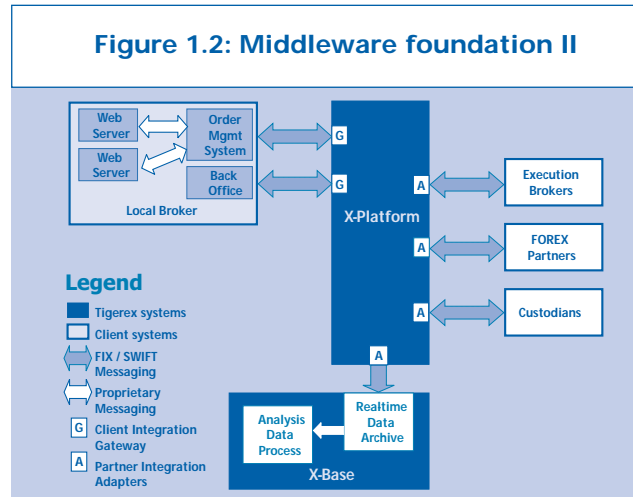 Figure 1.2: Middleware foundation II
Web
Server
Web
Server
Order
Mgmt
System
Back
Office
Local Broker
G
G
X-Platform
A
A
A
A
Execution
Brokers
FOREX
Partners
Custodians
Legend
Tigerex systems
Client systems
FIX / SWIFT
Messaging
Proprietary
Messaging
G
Client Integration
Gateway
A
Partner Integration
Adapters
Analysis
Data
Process
Realtime
Data
Archive
X-Base